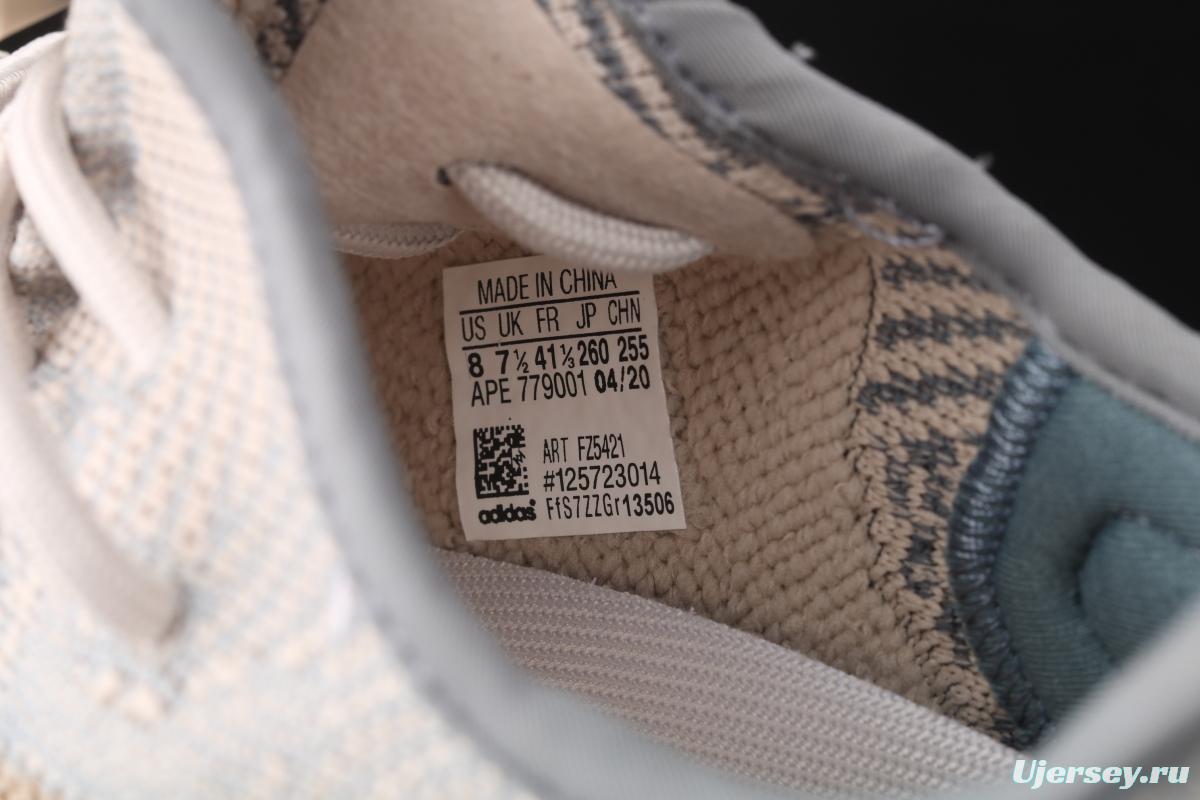 MADE IN CHINA
US UK FR JP CHN
8 7½ 41⅓ 260 255
APE 779001 04/20
ART FZ5421
#125723014
adidas FfS7ZZGr13506
Ujersey.ru